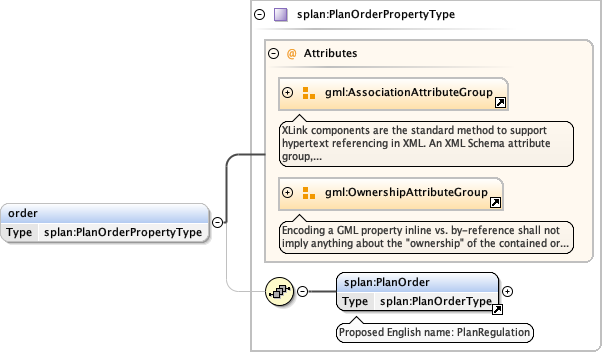 splan:PlanOrderPropertyType
@ Attributes
gml:AssociationAttributeGroup
XLink components are the standard method to support
hypertext referencing in XML. An XML Schema attribute
group,...
gml:OwnershipAttributeGroup
Encoding a GML property inline vs. by-reference shall not
imply anything about the "ownership" of the contained or...
order
Type splan:PlanOrderPropertyType
splan:PlanOrder
Type splan:PlanOrderType
Proposed English name: PlanRegulation